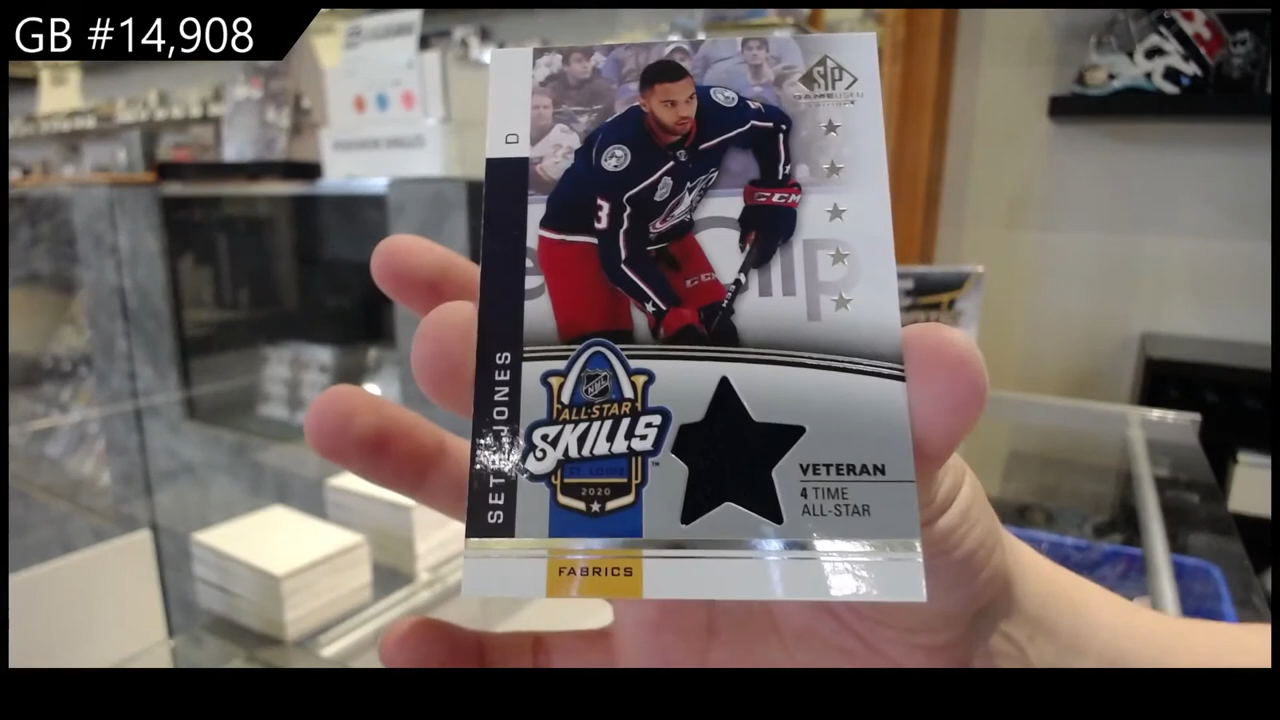 GB #14,908
SP
GAME USED
EDITION
D
3
CCM
CCM
SETH JONES
NHL
ALL-STAR
SKILLS
ST. LOUIS
2020
VETERAN
4 TIME
ALL-STAR
FABRICS